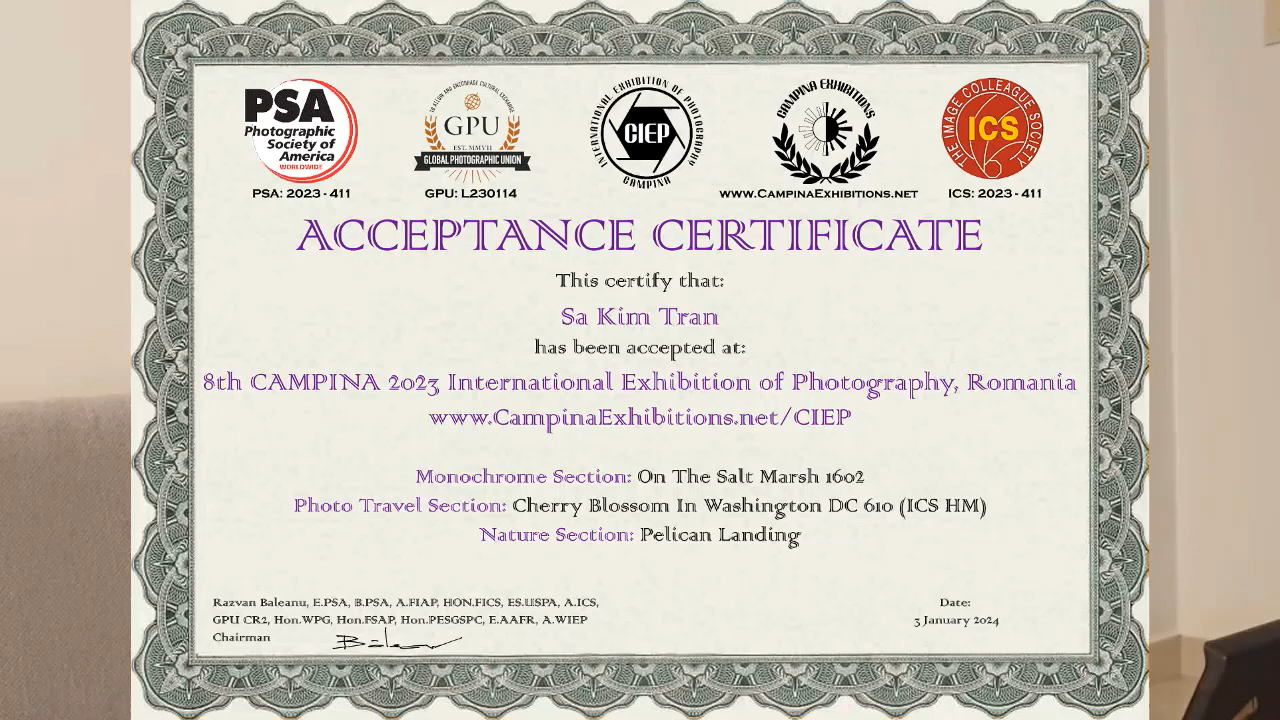 PSA
Photographic
Society of
America
WORLDWIDE
PSA: 2023 - 411
GPU
EST. MMVII
GLOBAL PHOTOGRAPHIC UNION
GPU: L230114
INTERNATIONAL EXHIBITION OF PHOTOGRAPHY
CIEP
CAMPINA
CAMPINA EXHIBITIONS
www.CampinaExhibitions.net
THE IMAGE COLLEAGUE SOCIETY
ICS
ICS: 2023 - 411
ACCEPTANCE CERTIFICATE
This certify that:
Sa Kim Tran
has been accepted at:
8th CAMPINA 2023 International Exhibition of Photography, Romania
www.CampinaExhibitions.net/CIEP
Monochrome Section: On The Salt Marsh 1602
Photo Travel Section: Cherry Blossom In Washington DC 610 (ICS HM)
Nature Section: Pelican Landing
Razvan Baleanu, E.PSA, B.PSA, A.FIAP, HON.FICS, ES.USPA, A.ICS,
GPU CR2, Hon.WPG, Hon.FSAP, Hon.PESGSPC, E.AAFR, A.WIEP
Chairman
Date:
3 January 2024